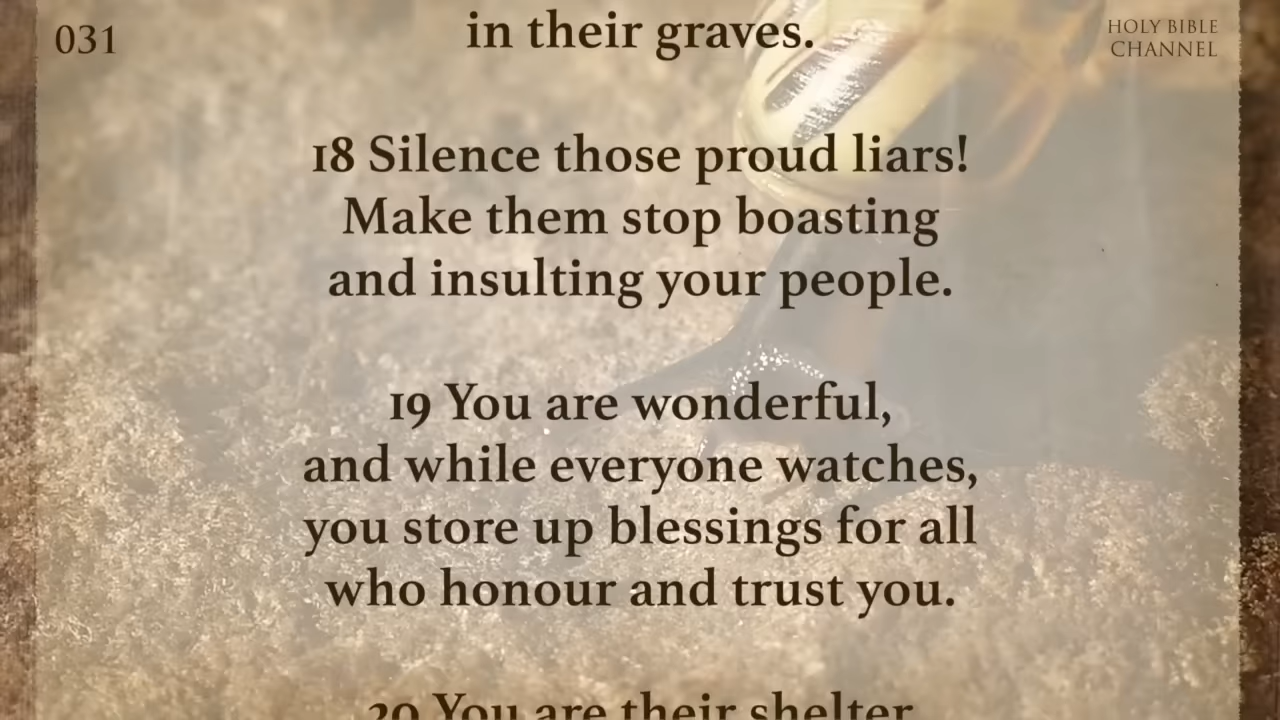 031
HOLY BIBLE
CHANNEL
in their graves.
18 Silence those proud liars!
Make them stop boasting
and insulting your people.
19 You are wonderful,
and while everyone watches,
you store up blessings for all
who honour and trust you.
20 You are their shelter